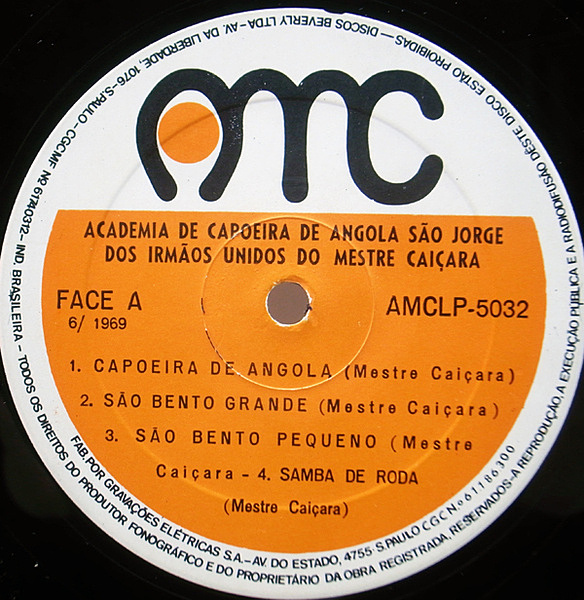 AMC
ACADEMIA DE CAPOEIRA DE ANGOLA SÃO JORGE
DOS IRMÃOS UNIDOS DO MESTRE CAIÇARA
FACE A
6/ 1969
AMCLP-5032
1. CAPOEIRA DE ANGOLA (Mestre Caiçara)
2. SÃO BENTO GRANDE (Mestre Caiçara)
3. SÃO BENTO PEQUENO (Mestre
Caiçara - 4. SAMBA DE RODA
(Mestre Caiçara)
FAB. POR GRAVAÇÕES ELÉTRICAS S.A. - AV. DO ESTADO, 4755 - S. PAULO CGC Nº 61.186.300
DISCOS BEVERLY LTDA - AV. DA LIBERDADE, 1076 - S. PAULO - CGCMF Nº 61740312 - IND. BRASILEIRA - TODOS OS DIREITOS DO PRODUTOR FONOGRÁFICO E DO PROPRIETÁRIO DA OBRA REGISTRADA, RESERVADOS - A REPRODUÇÃO, A EXECUÇÃO PÚBLICA E A RADIODIFUSÃO DÊSTE DISCO ESTÃO PROIBIDAS —